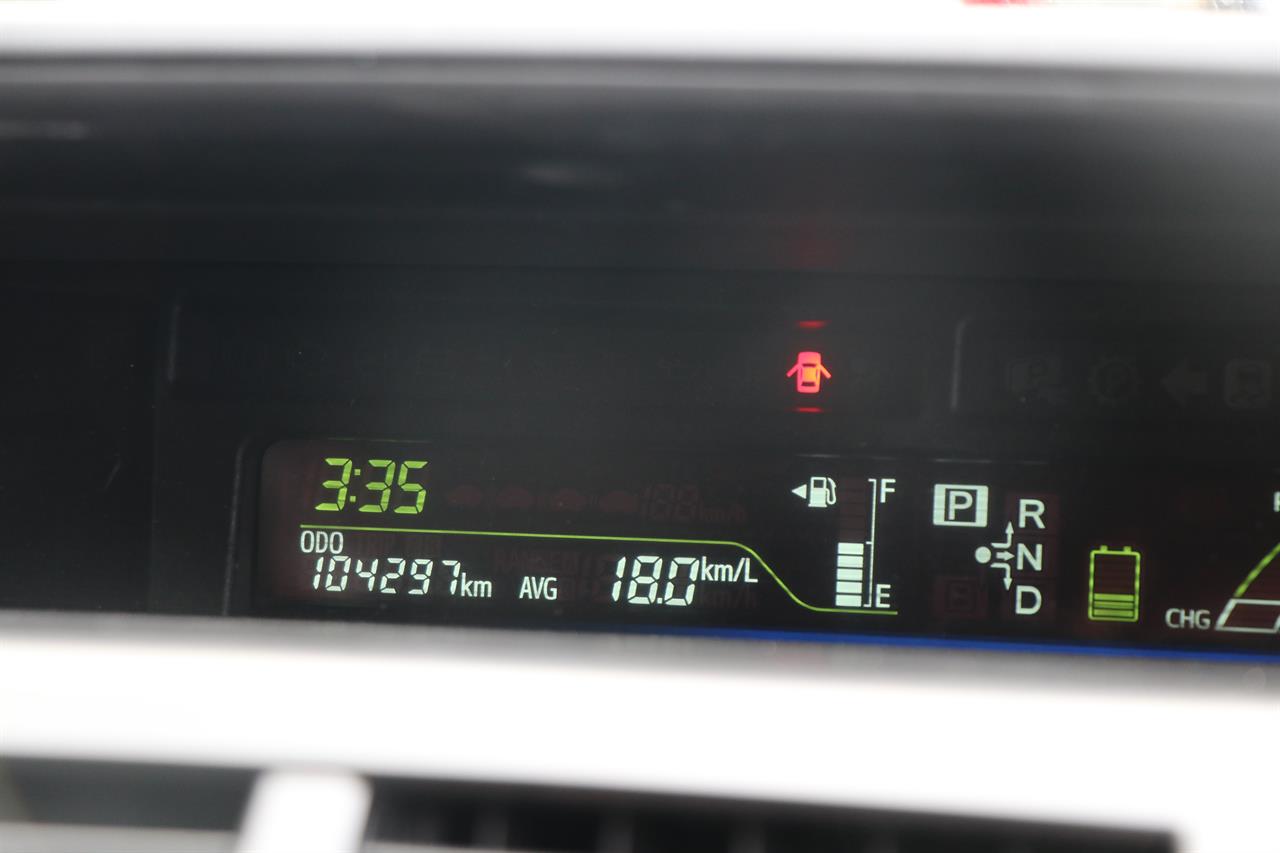 3:35
ODO
104297km AVG 18.0km/L
F
E
P
R
N
D
CHG